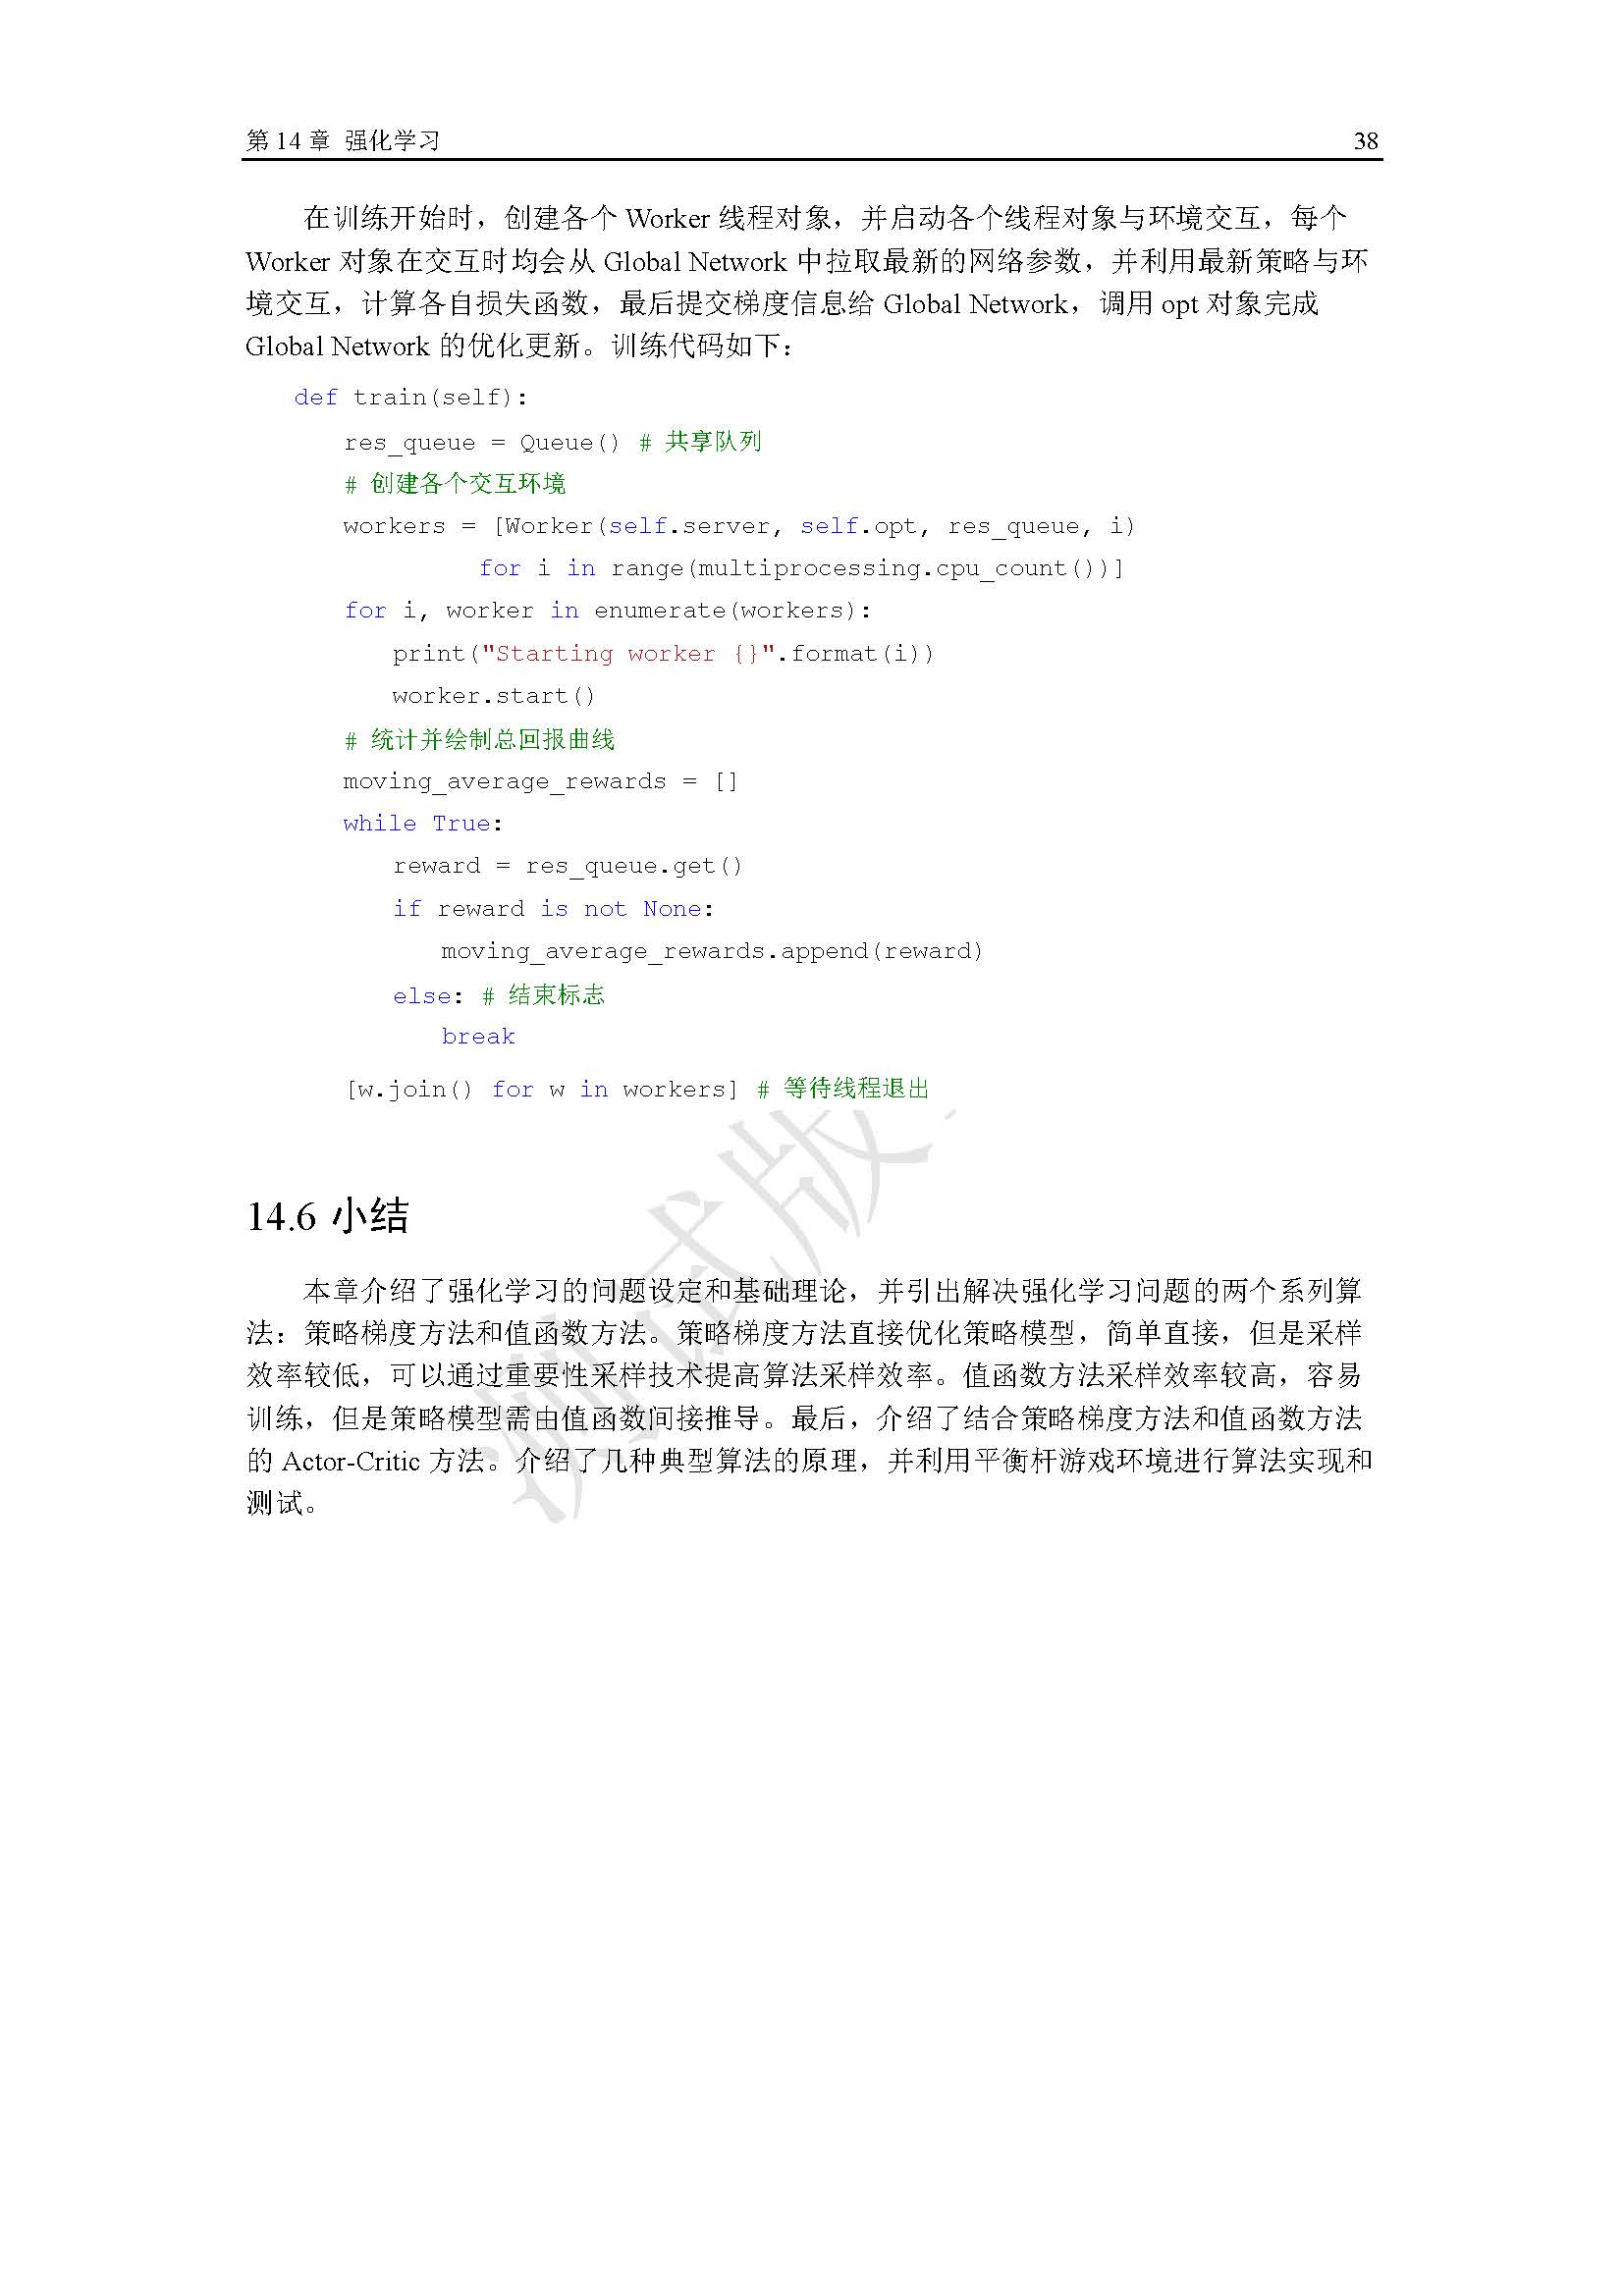 第 14 章 强化学习 38
在训练开始时，创建各个 Worker 线程对象，并启动各个线程对象与环境交互，每个
Worker 对象在交互时均会从 Global Network 中拉取最新的网络参数，并利用最新策略与环
境交互，计算各自损失函数，最后提交梯度信息给 Global Network，调用 opt 对象完成
Global Network 的优化更新。训练代码如下：
def train(self):
res_queue = Queue() # 共享队列
# 创建各个交互环境
workers = [Worker(self.server, self.opt, res_queue, i)
for i in range(multiprocessing.cpu_count())]
for i, worker in enumerate(workers):
print("Starting worker {}".format(i))
worker.start()
# 统计并绘制总回报曲线
moving_average_rewards = []
while True:
reward = res_queue.get()
if reward is not None:
moving_average_rewards.append(reward)
else: # 结束标志
break
[w.join() for w in workers] # 等待线程退出
14.6 小结
本章介绍了强化学习的问题设定和基础理论，并引出解决强化学习问题的两个系列算
法：策略梯度方法和值函数方法。策略梯度方法直接优化策略模型，简单直接，但是采样
效率较低，可以通过重要性采样技术提高算法采样效率。值函数方法采样效率较高，容易
训练，但是策略模型需由值函数间接推导。最后，介绍了结合策略梯度方法和值函数方法
的 Actor-Critic 方法。介绍了几种典型算法的原理，并利用平衡杆游戏环境进行算法实现和
测试。
测试版